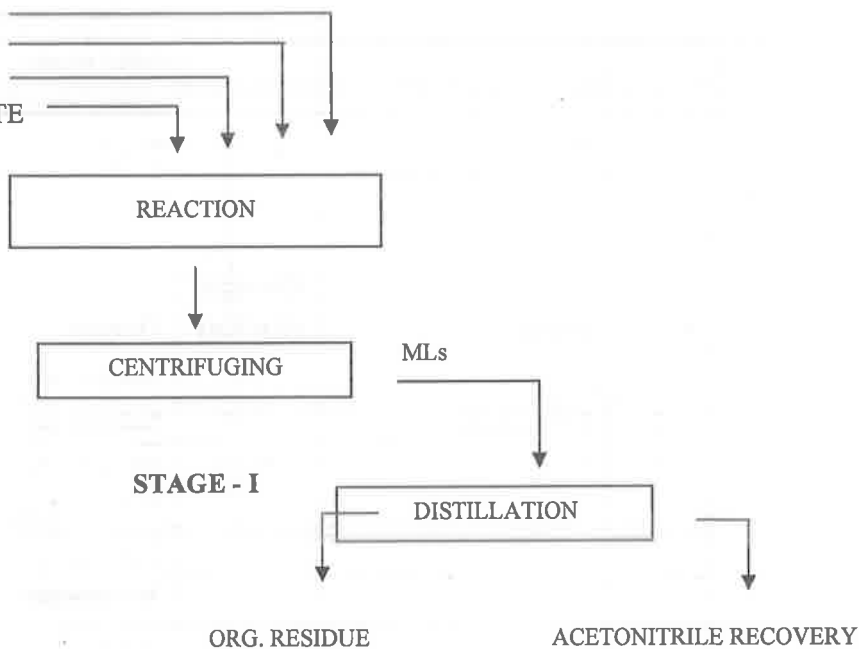 TE
REACTION
CENTRIFUGING
MLs
STAGE - I
DISTILLATION
ORG. RESIDUE
ACETONITRILE RECOVERY